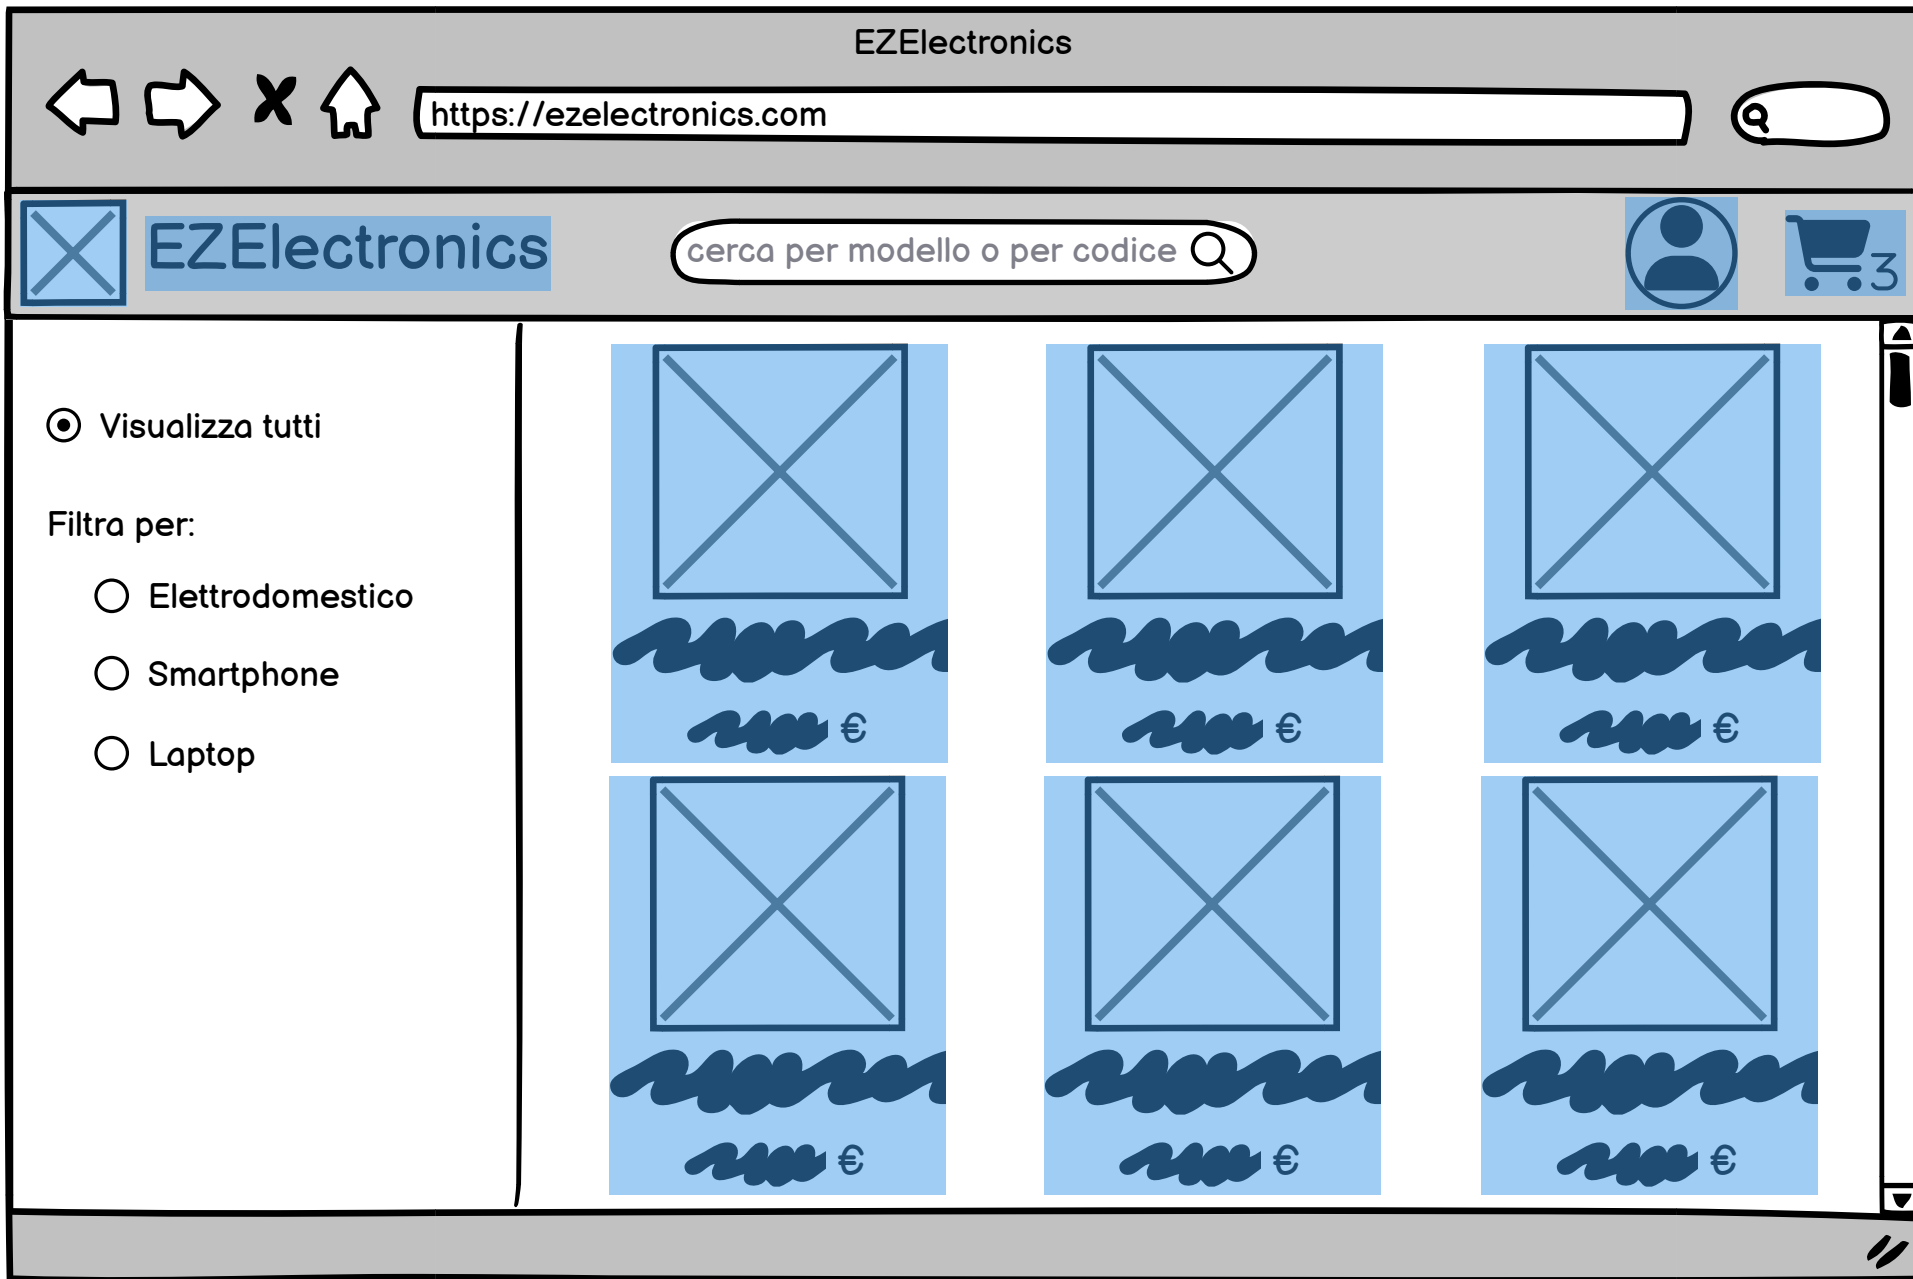 EZElectronics
https://ezelectronics.com
EZElectronics
cerca per modello o per codice
3
Visualizza tutti
Filtra per:
Elettrodomestico
Smartphone
Laptop
€ € €
€ € €